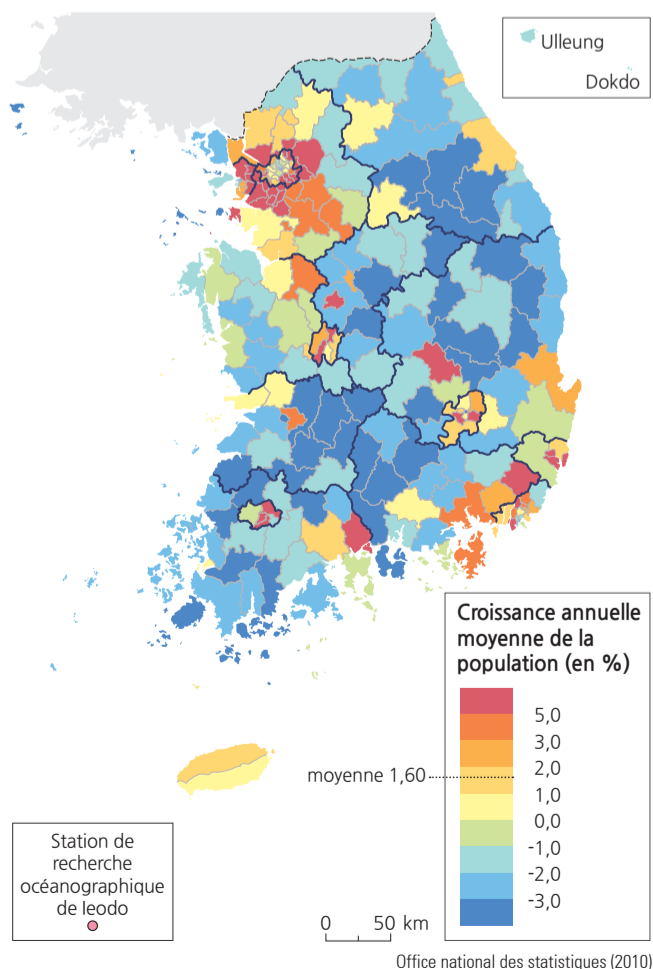 Ulleung
Dokdo
Croissance annuelle
moyenne de la
population (en %)
5,0
3,0
2,0
moyenne 1,60
1,0
0,0
-1,0
-2,0
-3,0
Station de
recherche
océanographique
de Ieodo
0 50 km
Office national des statistiques (2010)